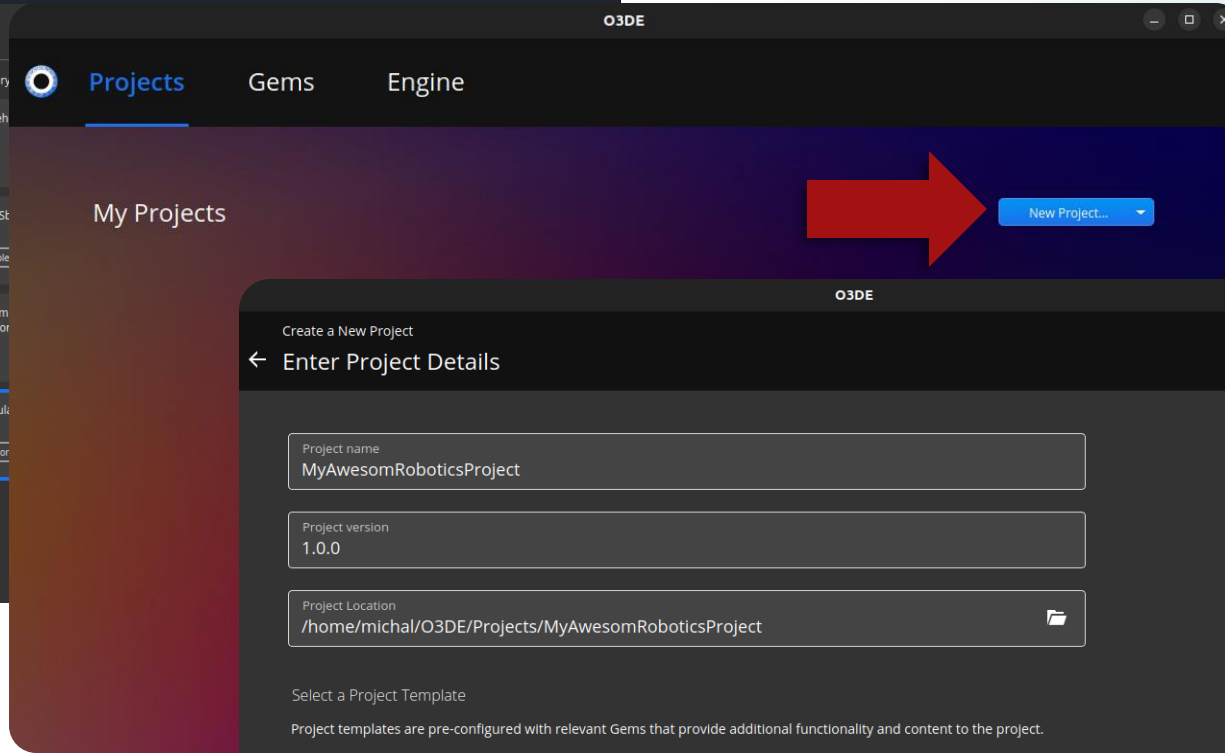 O3DE
Projects Gems Engine
My Projects
New Project...
O3DE
Create a New Project
Enter Project Details
Project name
MyAwesomRoboticsProject
Project version
1.0.0
Project Location
/home/michal/O3DE/Projects/MyAwesomRoboticsProject
Select a Project Template
Project templates are pre-configured with relevant Gems that provide additional functionality and content to the project.